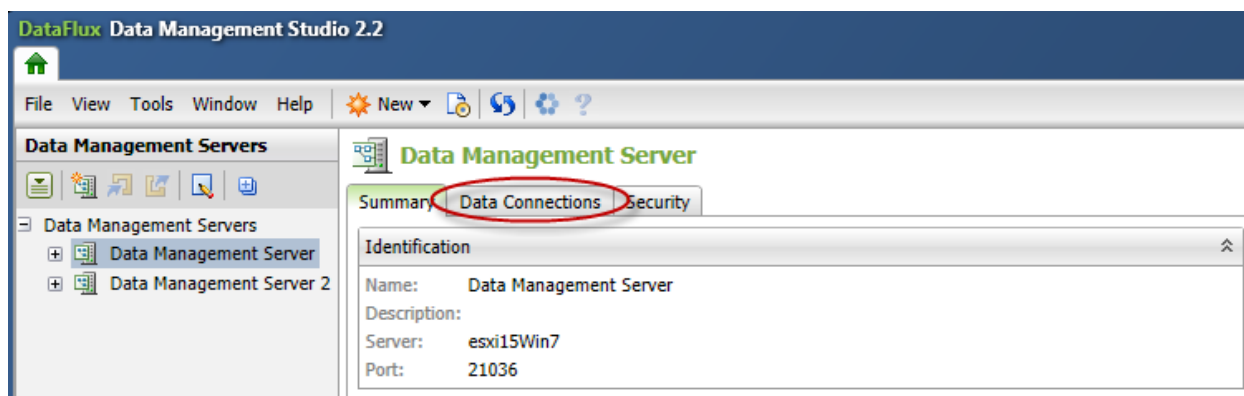 DataFlux Data Management Studio 2.2
File View Tools Window Help New
Data Management Servers
Data Management Servers
Data Management Server
Data Management Server 2
Data Management Server
Summary Data Connections Security
Identification
Name: Data Management Server
Description:
Server: esxi15Win7
Port: 21036